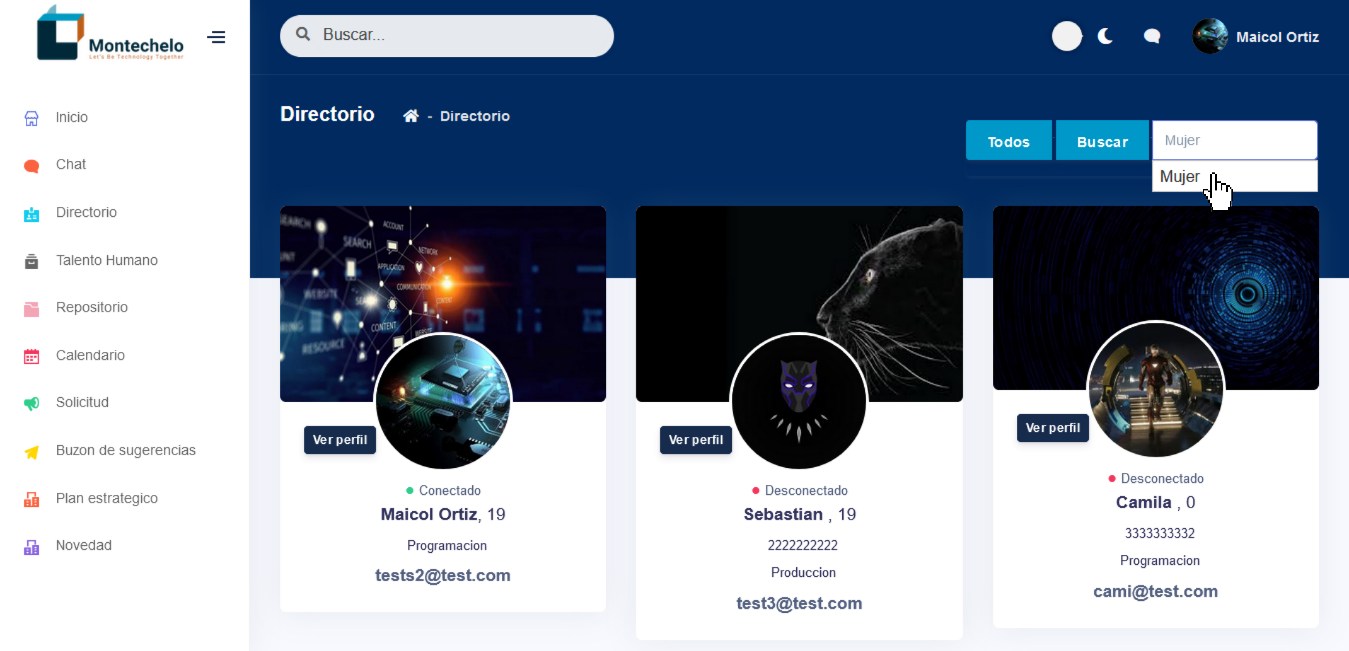 Montechelo
Let's Be Technology Together
Buscar...
Maicol Ortiz
Inicio
Chat
Directorio
Talento Humano
Repositorio
Calendario
Solicitud
Buzon de sugerencias
Plan estrategico
Novedad
Directorio
- Directorio
Todos
Buscar
Mujer
Mujer
SEARCH
ACCOUNT
SEARCH
NETWORK
APPLICATION
COMMUNICATION
WEBSITE
SEARCH
CONTENT
WEBSITE
RESOURCE
Ver perfil
Conectado
Maicol Ortiz, 19
Programacion
tests2@test.com
Ver perfil
Desconectado
Sebastian , 19
2222222222
Produccion
test3@test.com
Ver perfil
Desconectado
Camila , 0
3333333332
Programacion
cami@test.com